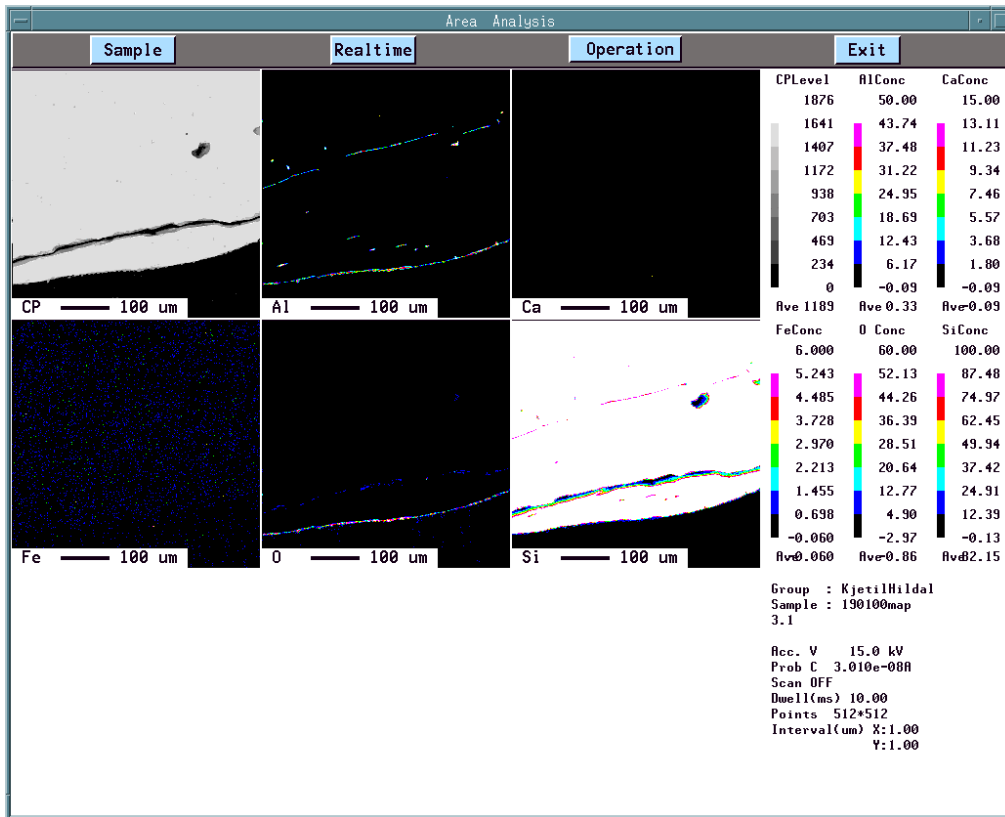 Area Analysis
Sample Realtime Operation Exit
CPLevel AlConc CaConc
1876 50.00 15.00
1641 43.74 13.11
1407 37.48 11.23
1172 31.22 9.34
938 24.95 7.46
703 18.69 5.57
469 12.43 3.68
234 6.17 1.80
0 -0.09 -0.09
Ave 1189 Ave 0.33 Ave-0.09
CP 100 um Al 100 um Ca 100 um
FeConc O Conc SiConc
6.000 60.00 100.00
5.243 52.13 87.48
4.485 44.26 74.97
3.728 36.39 62.45
2.970 28.51 49.94
2.213 20.64 37.42
1.455 12.77 24.91
0.698 4.90 12.39
-0.060 -2.97 -0.13
Ave-0.060 Ave-0.86 Ave82.15
Fe 100 um O 100 um Si 100 um
Group : KjetilHildal
Sample : 190100map
3.1
Acc. V 15.0 kV
Prob C 3.010e-08A
Scan OFF
Dwell(ms) 10.00
Points 512*512
Interval(um) X:1.00
Y:1.00